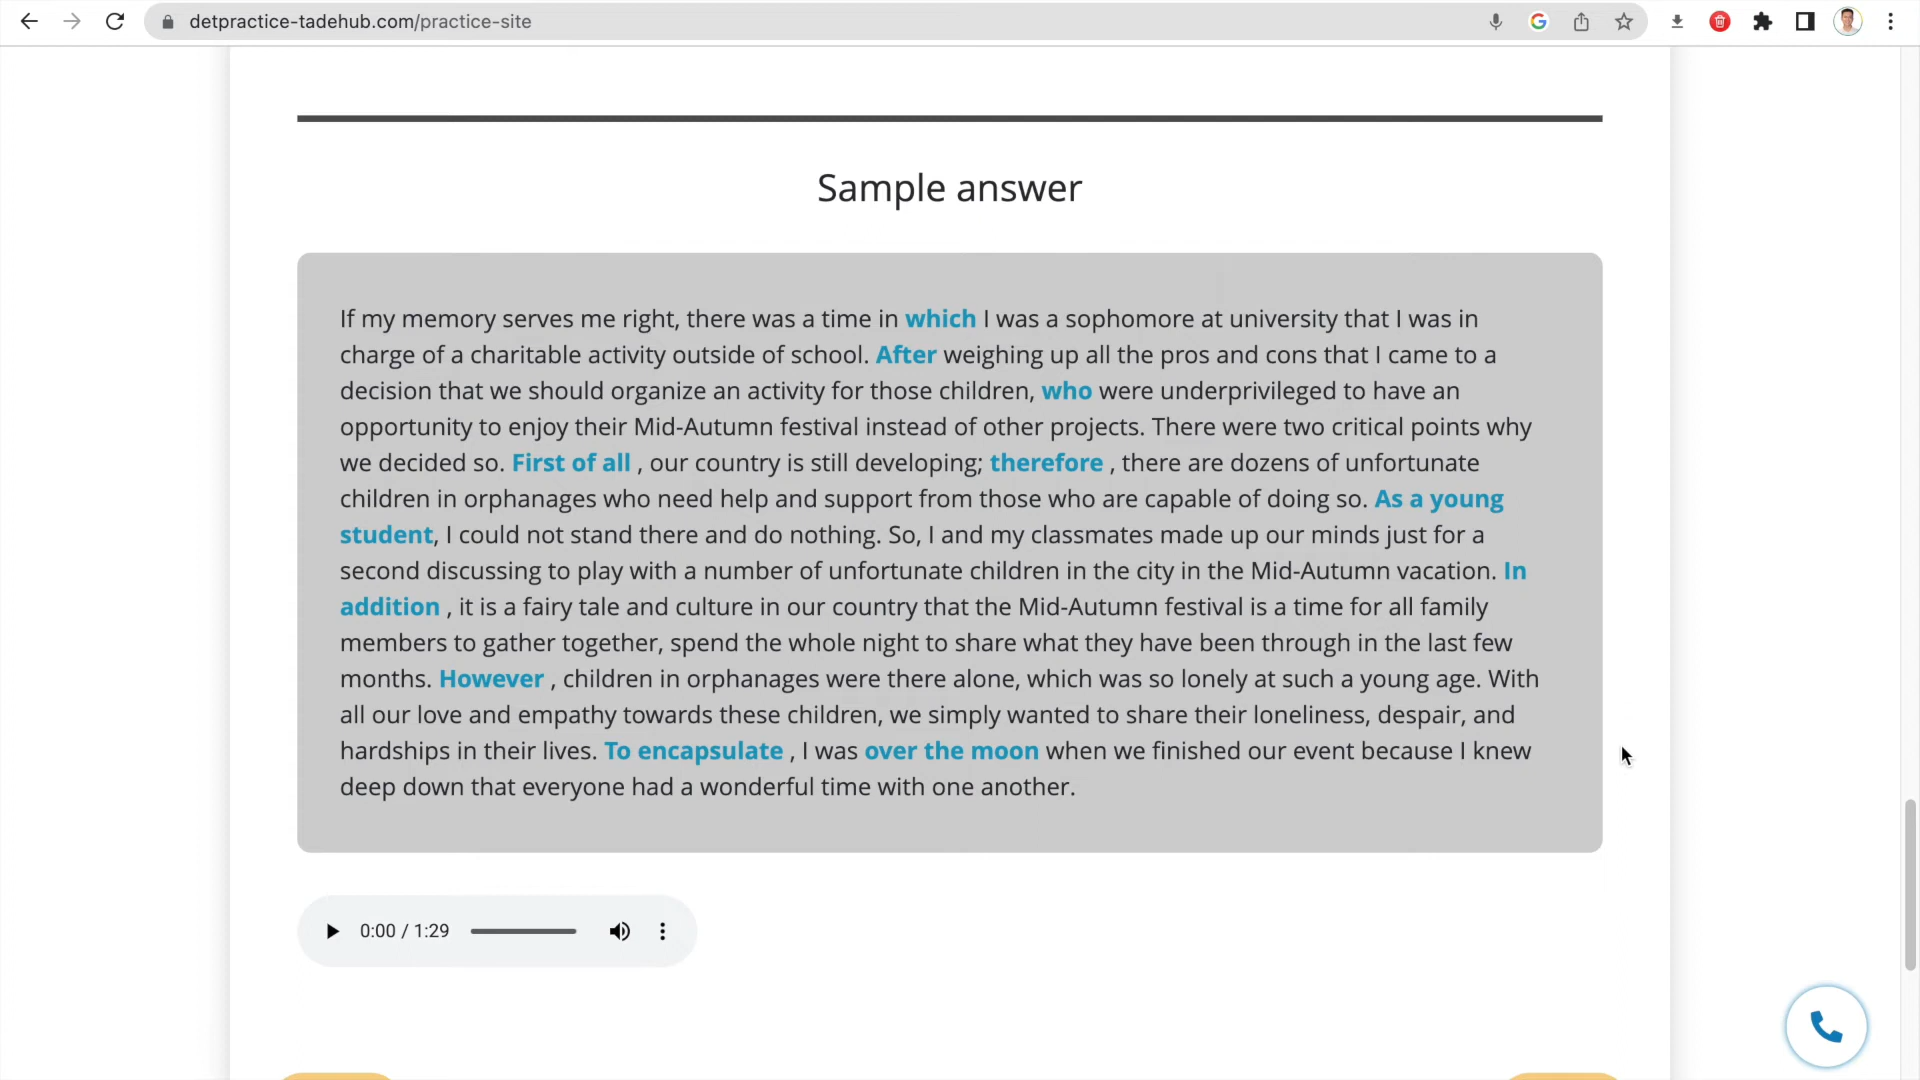 detpractice-tadehub.com/practice-site
Sample answer
If my memory serves me right, there was a time in which I was a sophomore at university that I was in
charge of a charitable activity outside of school. After weighing up all the pros and cons that I came to a
decision that we should organize an activity for those children, who were underprivileged to have an
opportunity to enjoy their Mid-Autumn festival instead of other projects. There were two critical points why
we decided so. First of all , our country is still developing; therefore , there are dozens of unfortunate
children in orphanages who need help and support from those who are capable of doing so. As a young
student, I could not stand there and do nothing. So, I and my classmates made up our minds just for a
second discussing to play with a number of unfortunate children in the city in the Mid-Autumn vacation. In
addition , it is a fairy tale and culture in our country that the Mid-Autumn festival is a time for all family
members to gather together, spend the whole night to share what they have been through in the last few
months. However , children in orphanages were there alone, which was so lonely at such a young age. With
all our love and empathy towards these children, we simply wanted to share their loneliness, despair, and
hardships in their lives. To encapsulate , I was over the moon when we finished our event because I knew
deep down that everyone had a wonderful time with one another.
0:00 / 1:29